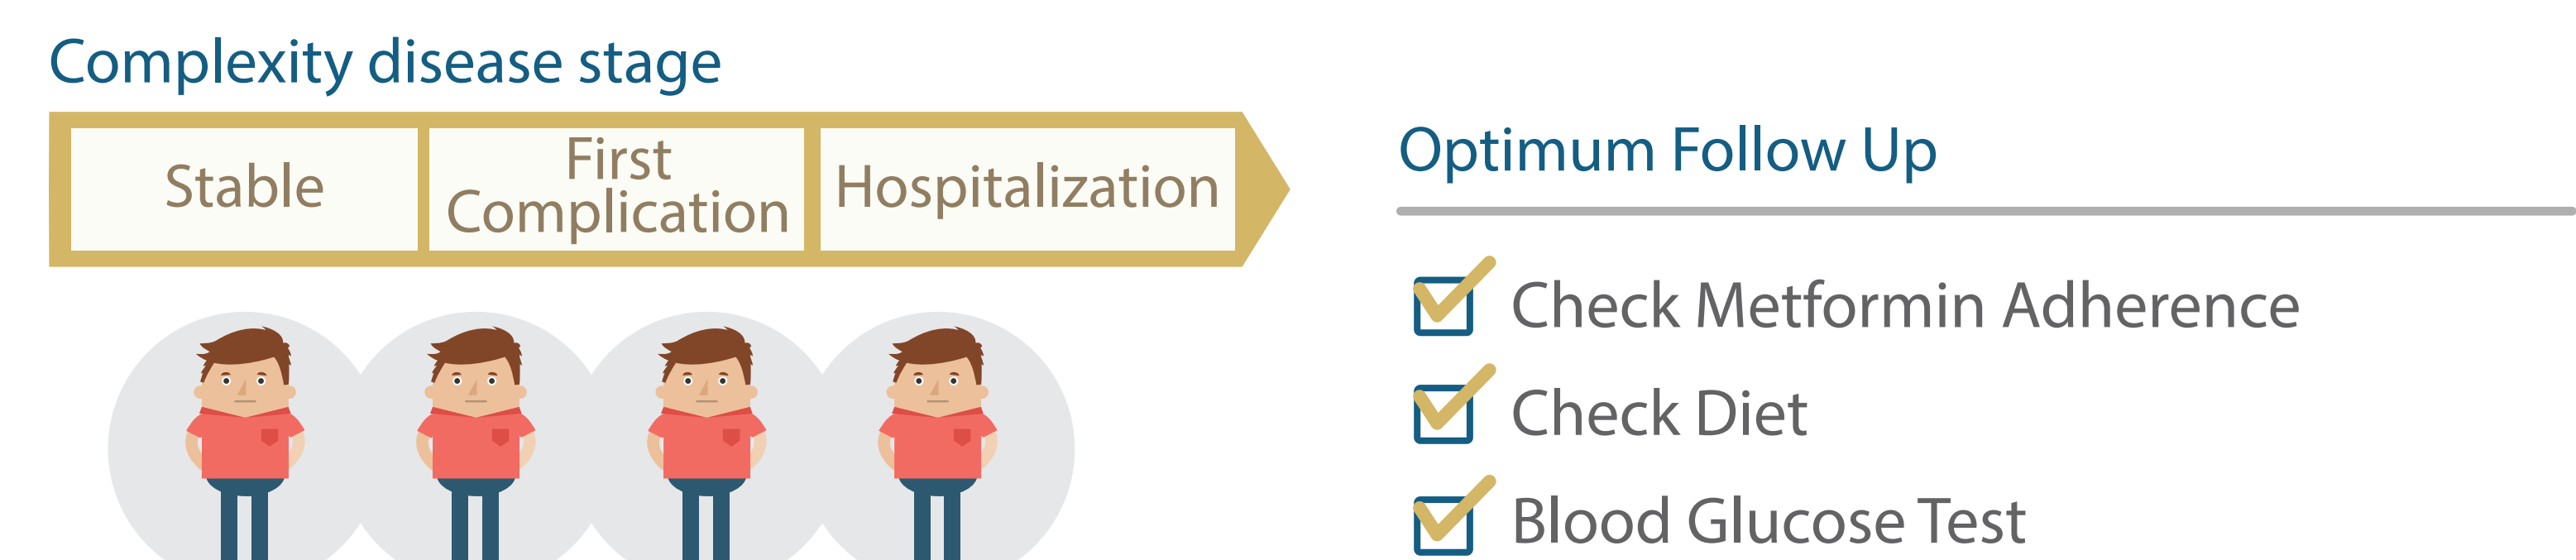 Complexity disease stage
Stable
First
Complication
Hospitalization
Optimum Follow Up
Check Metformin Adherence
Check Diet
Blood Glucose Test